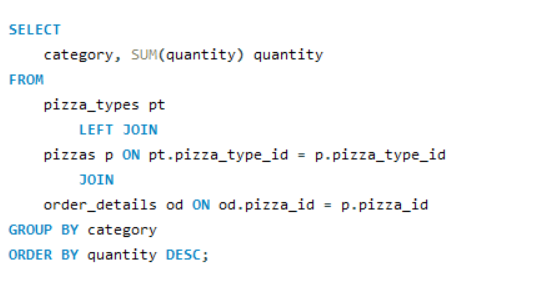 SELECT
    category, SUM(quantity) quantity
FROM
    pizza_types pt
        LEFT JOIN
    pizzas p ON pt.pizza_type_id = p.pizza_type_id
        JOIN
    order_details od ON od.pizza_id = p.pizza_id
GROUP BY category
ORDER BY quantity DESC;